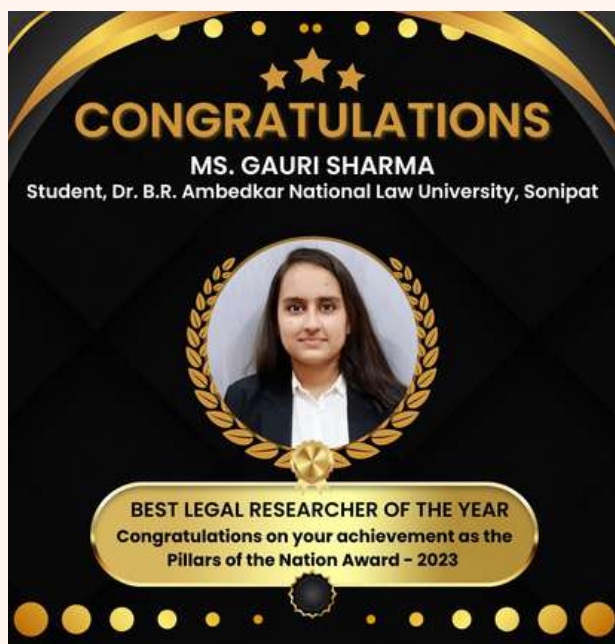 CONGRATULATIONS
MS. GAURI SHARMA
Student, Dr. B.R. Ambedkar National Law University, Sonipat
BEST LEGAL RESEARCHER OF THE YEAR
Congratulations on your achievement as the
Pillars of the Nation Award - 2023